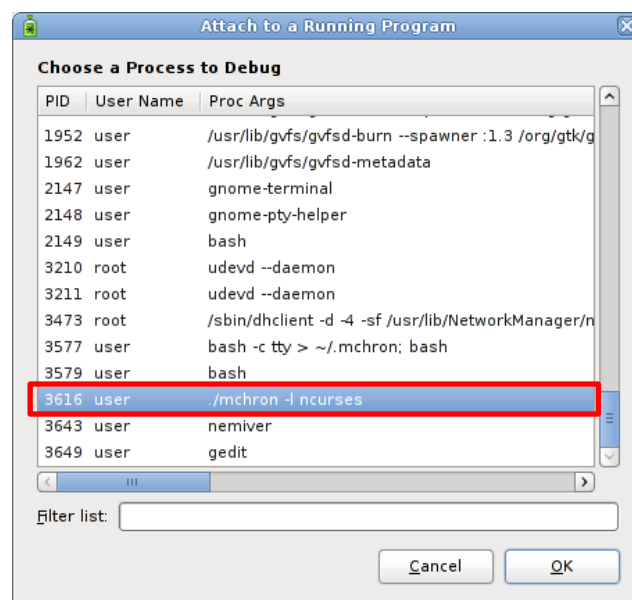 Attach to a Running Program
Choose a Process to Debug
PID User Name Proc Args
1952 user /usr/lib/gvfs/gvfsd-burn --spawner :1.3 /org/gtk/g
1962 user /usr/lib/gvfs/gvfsd-metadata
2147 user gnome-terminal
2148 user gnome-pty-helper
2149 user bash
3210 root udevd --daemon
3211 root udevd --daemon
3473 root /sbin/dhclient -d -4 -sf /usr/lib/NetworkManager/n
3577 user bash -c tty > ~/.mchron; bash
3579 user bash
3616 user ./mchron -l ncurses
3643 user nemiver
3649 user gedit
Filter list:
Cancel OK